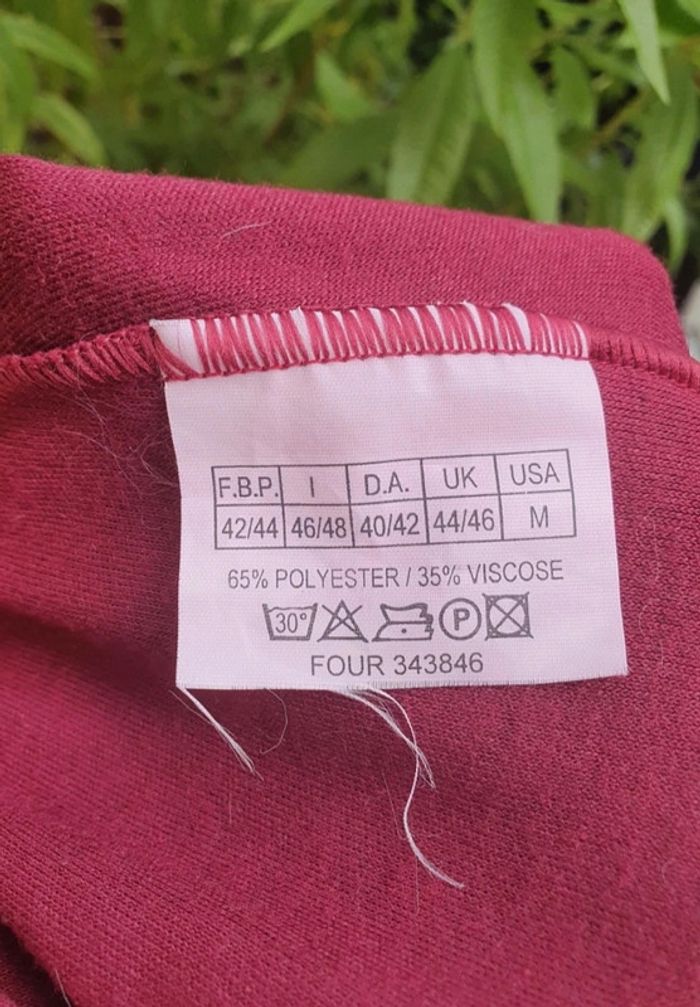 F.B.P. I D.A. UK USA
42/44 46/48 40/42 44/46 M
65% POLYESTER / 35% VISCOSE
30° P
FOUR 343846